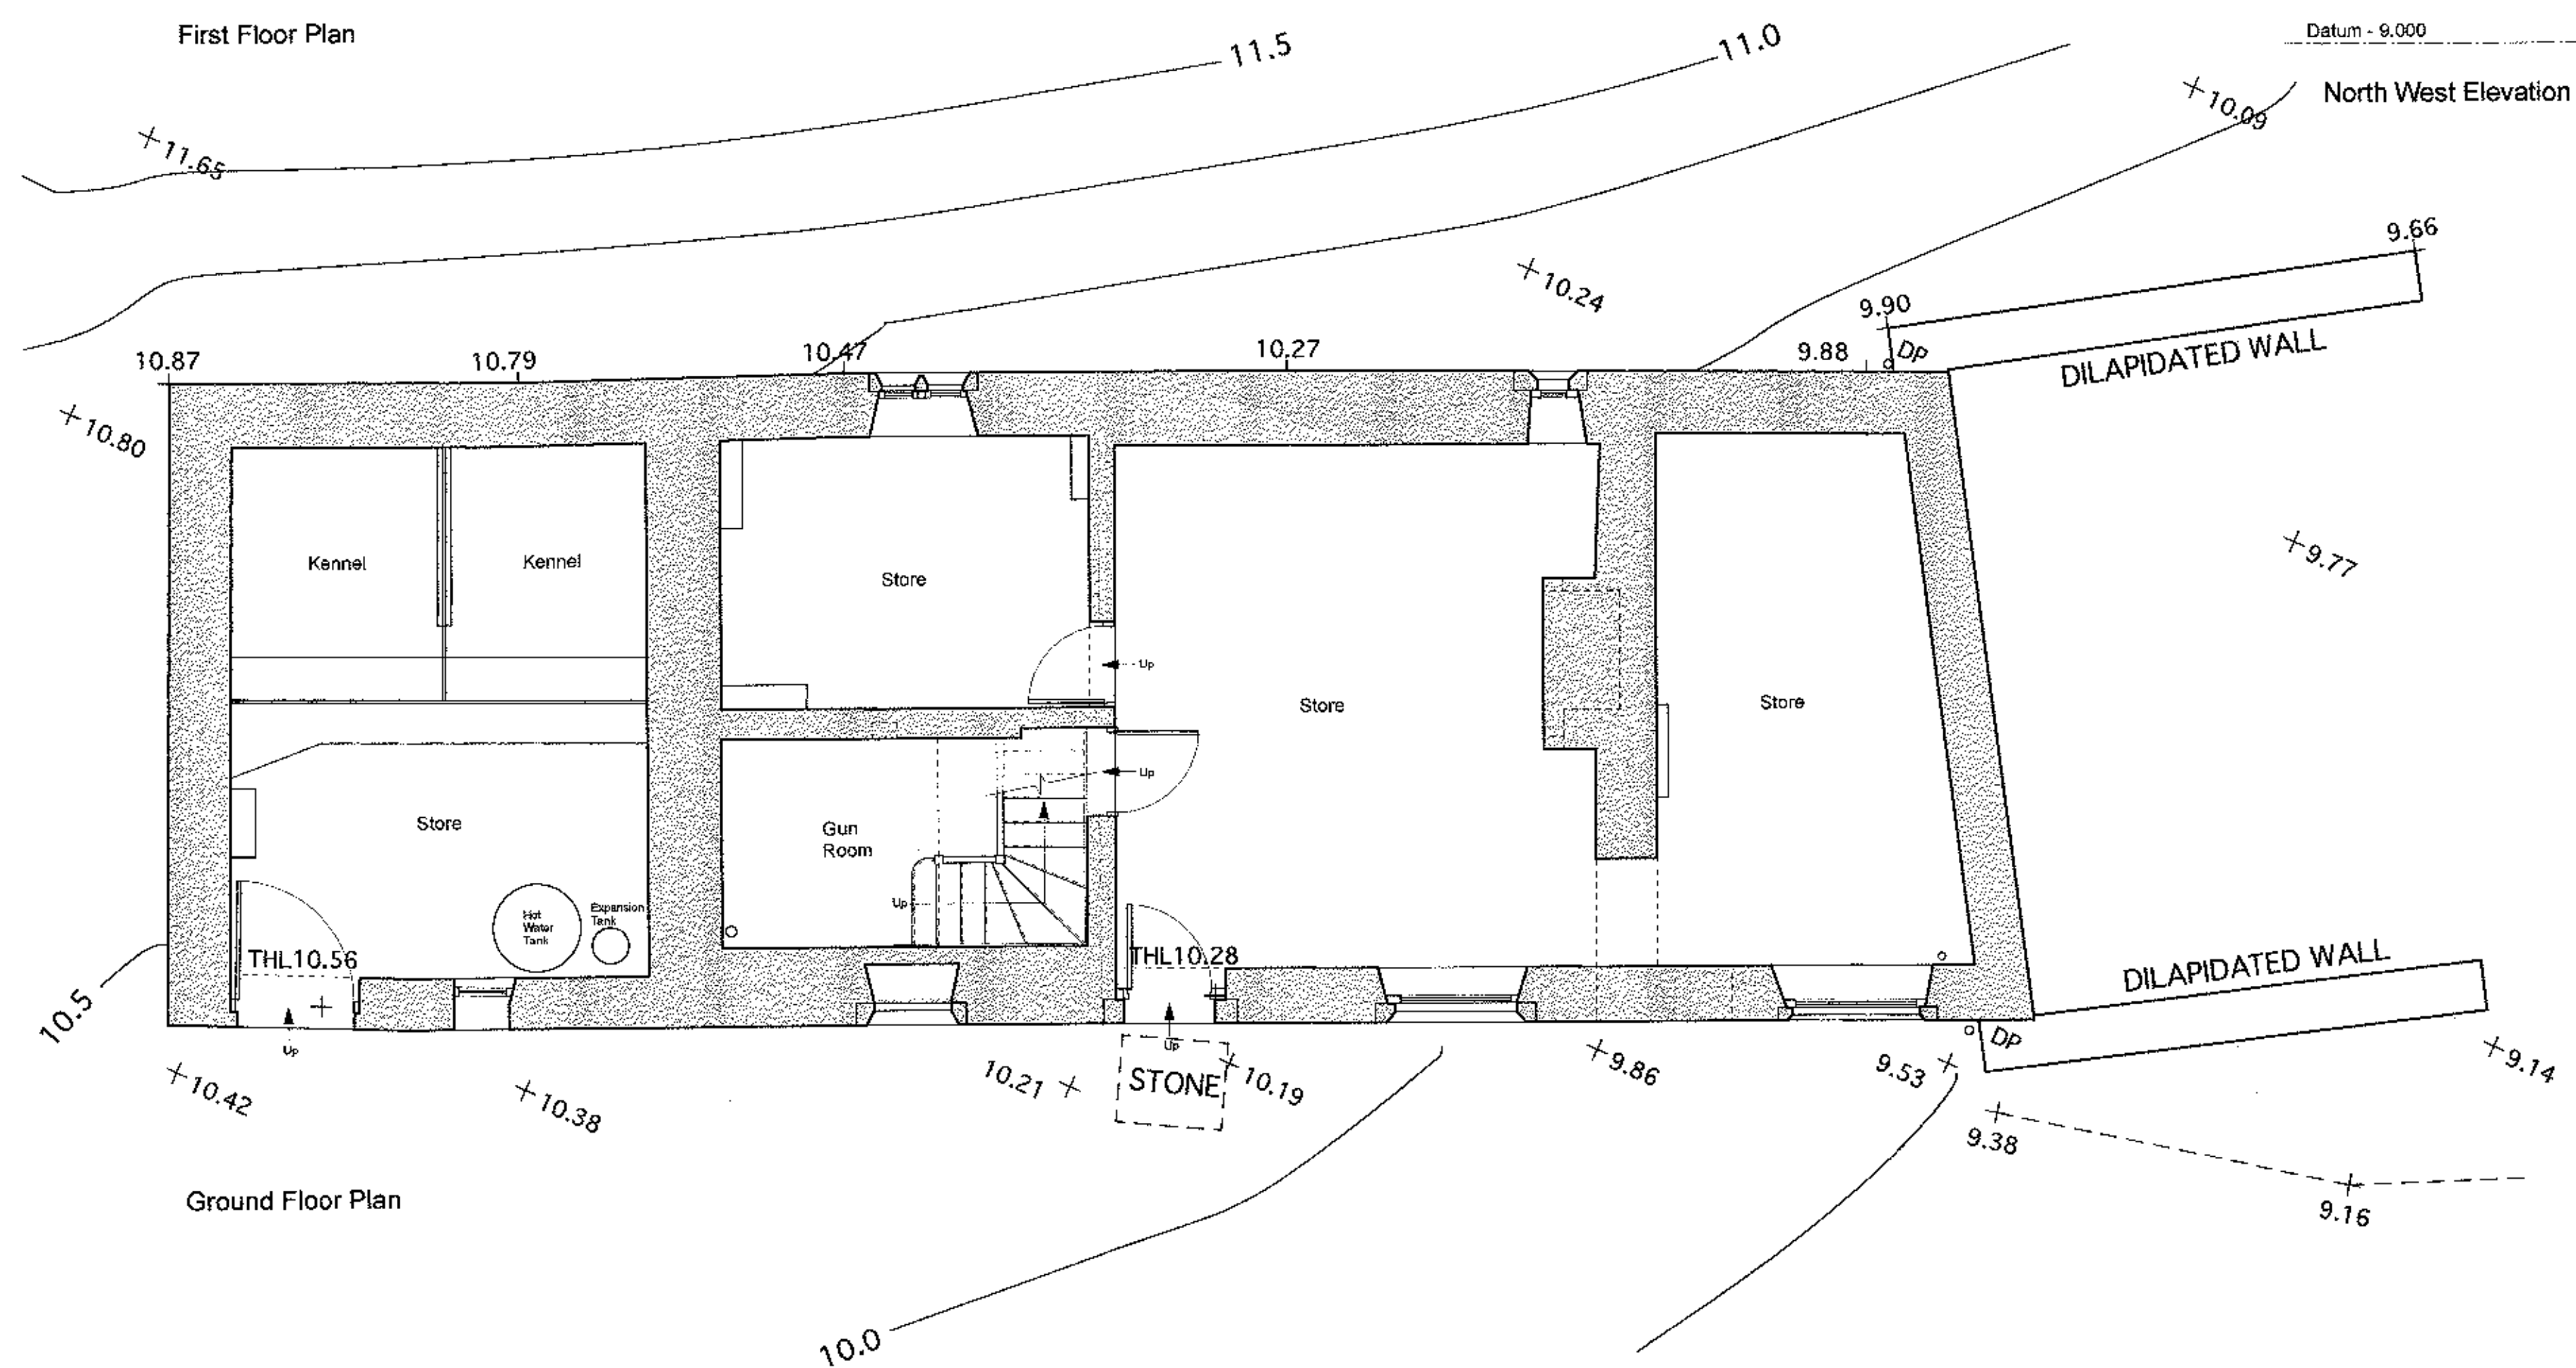 First Floor Plan
11.5
11.0
Datum - 9.000
North West Elevation
10.09
11.65
9.66
10.24
9.90
DP
DILAPIDATED WALL
10.87
10.79
10.47
10.27
9.88
10.80
Kennel
Kennel
Store
9.77
Up
Store
Store
Up
Store
Gun
Room
Up
Hot
Water
Tank
Expansion
Tank
THL10.56
THL10.28
DILAPIDATED WALL
10.5
Up
Up
DP
10.42
10.38
10.21
STONE
10.19
9.86
9.53
9.14
9.38
9.16
Ground Floor Plan
10.0